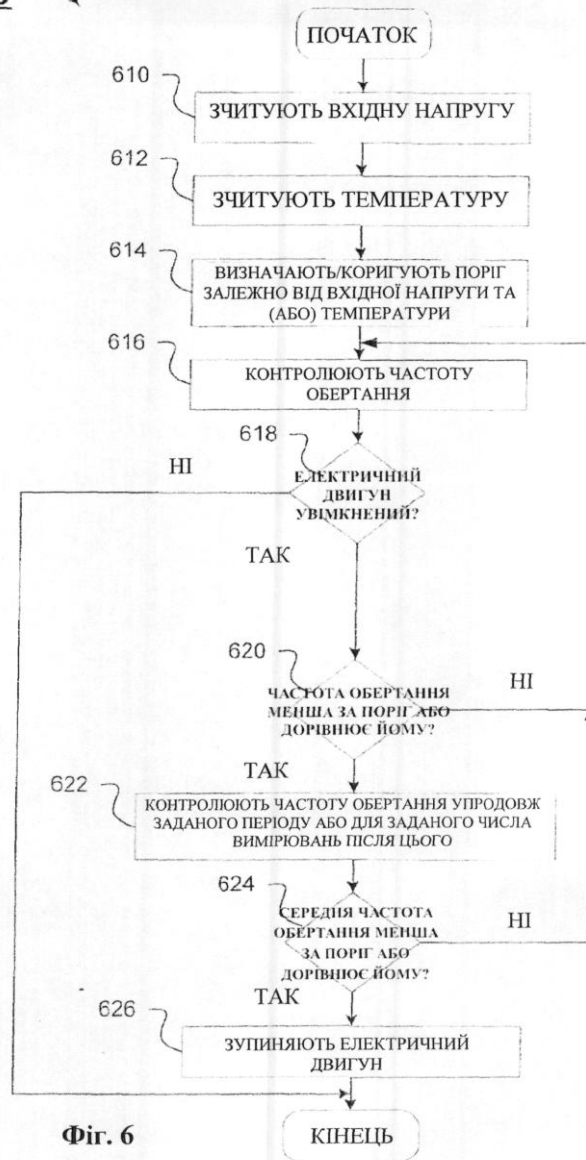 ПОЧАТОК
610
ЗЧИТУЮТЬ ВХІДНУ НАПРУГУ
612
ЗЧИТУЮТЬ ТЕМПЕРАТУРУ
614
ВИЗНАЧАЮТЬ/КОРИГУЮТЬ ПОРІГ
ЗАЛЕЖНО ВІД ВХІДНОЇ НАПРУГИ ТА
(АБО) ТЕМПЕРАТУРИ
616
КОНТРОЛЮЮТЬ ЧАСТОТУ
ОБЕРТАННЯ
618
НІ
ЕЛЕКТРИЧНИЙ
ДВИГУН
УВІМКНЕНИЙ?
ТАК
620
НІ
ЧАСТОТА ОБЕРТАННЯ
МЕНША ЗА ПОРІГ АБО
ДОРІВНЮЄ ЙОМУ?
ТАК
622
КОНТРОЛЮЮТЬ ЧАСТОТУ ОБЕРТАННЯ УПРОДОВЖ
ЗАДАНОГО ПЕРІОДУ АБО ДЛЯ ЗАДАНОГО ЧИСЛА
ВИМІРЮВАНЬ ПІСЛЯ ЦЬОГО
624
СЕРЕДНЯ ЧАСТОТА
ОБЕРТАННЯ МЕНША
ЗА ПОРІГ АБО
ДОРІВНЮЄ ЙОМУ?
НІ
ТАК
626
ЗУПИНЯЮТЬ ЕЛЕКТРИЧНИЙ
ДВИГУН
Фіг. 6
КІНЕЦЬ